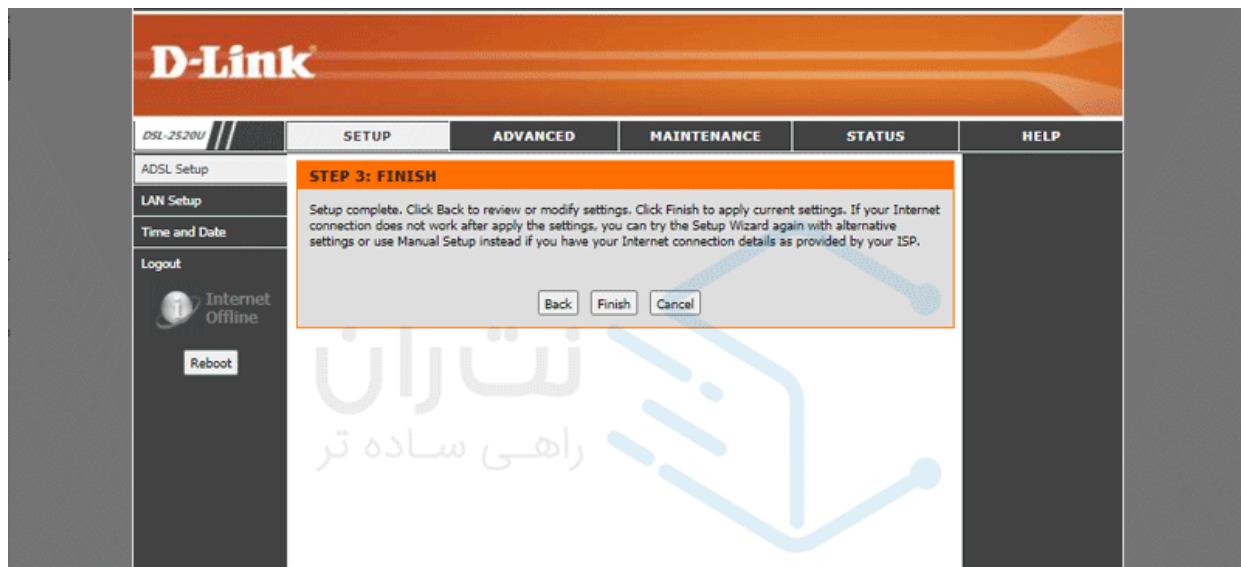 D-Link
DSL-2520U
SETUP
ADVANCED
MAINTENANCE
STATUS
HELP
ADSL Setup
LAN Setup
Time and Date
Logout
Internet
Offline
Reboot
STEP 3: FINISH
Setup complete. Click Back to review or modify settings. Click Finish to apply current settings. If your Internet
connection does not work after apply the settings, you can try the Setup Wizard again with alternative
settings or use Manual Setup instead if you have your Internet connection details as provided by your ISP.
Back Finish Cancel
نت‌ران
راهی ساده تر